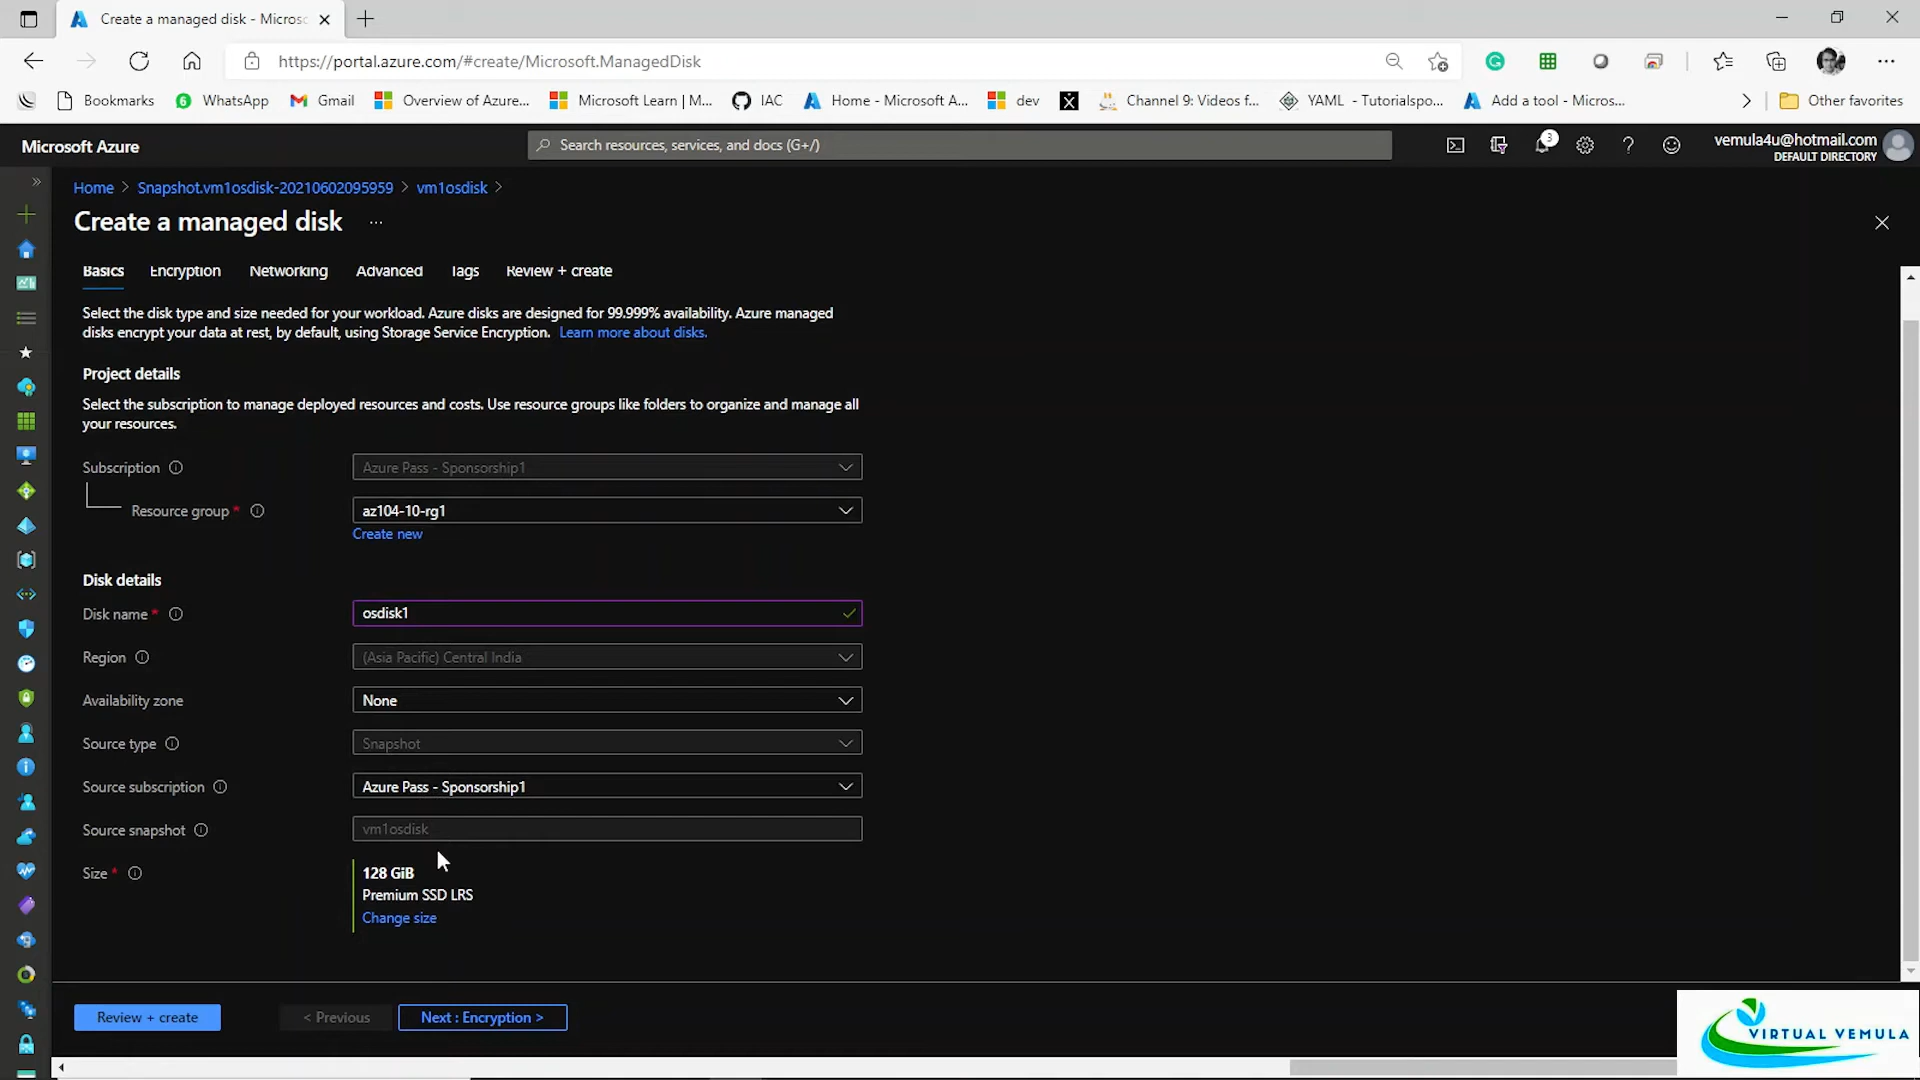 Create a managed disk - Micros
https://portal.azure.com/#create/Microsoft.ManagedDisk
Bookmarks
WhatsApp
Gmail
Overview of Azure...
Microsoft Learn | M...
IAC
Home - Microsoft A...
dev
Channel 9: Videos f...
YAML - Tutorialspo...
Add a tool - Micros...
Other favorites
Microsoft Azure
Search resources, services, and docs (G+/)
3
vemula4u@hotmail.com
DEFAULT DIRECTORY
Home > Snapshot.vm1osdisk-20210602095959 > vm1osdisk >
Create a managed disk ...
Basics Encryption Networking Advanced Tags Review + create
Select the disk type and size needed for your workload. Azure disks are designed for 99.999% availability. Azure managed
disks encrypt your data at rest, by default, using Storage Service Encryption. Learn more about disks.
Project details
Select the subscription to manage deployed resources and costs. Use resource groups like folders to organize and manage all
your resources.
Subscription Azure Pass - Sponsorship1
Resource group * az104-10-rg1
Create new
Disk details
Disk name * osdisk1
Region (Asia Pacific) Central India
Availability zone None
Source type Snapshot
Source subscription Azure Pass - Sponsorship1
Source snapshot vm1osdisk
Size * 128 GiB
Premium SSD LRS
Change size
Review + create < Previous Next : Encryption >
VIRTUAL VEMULA